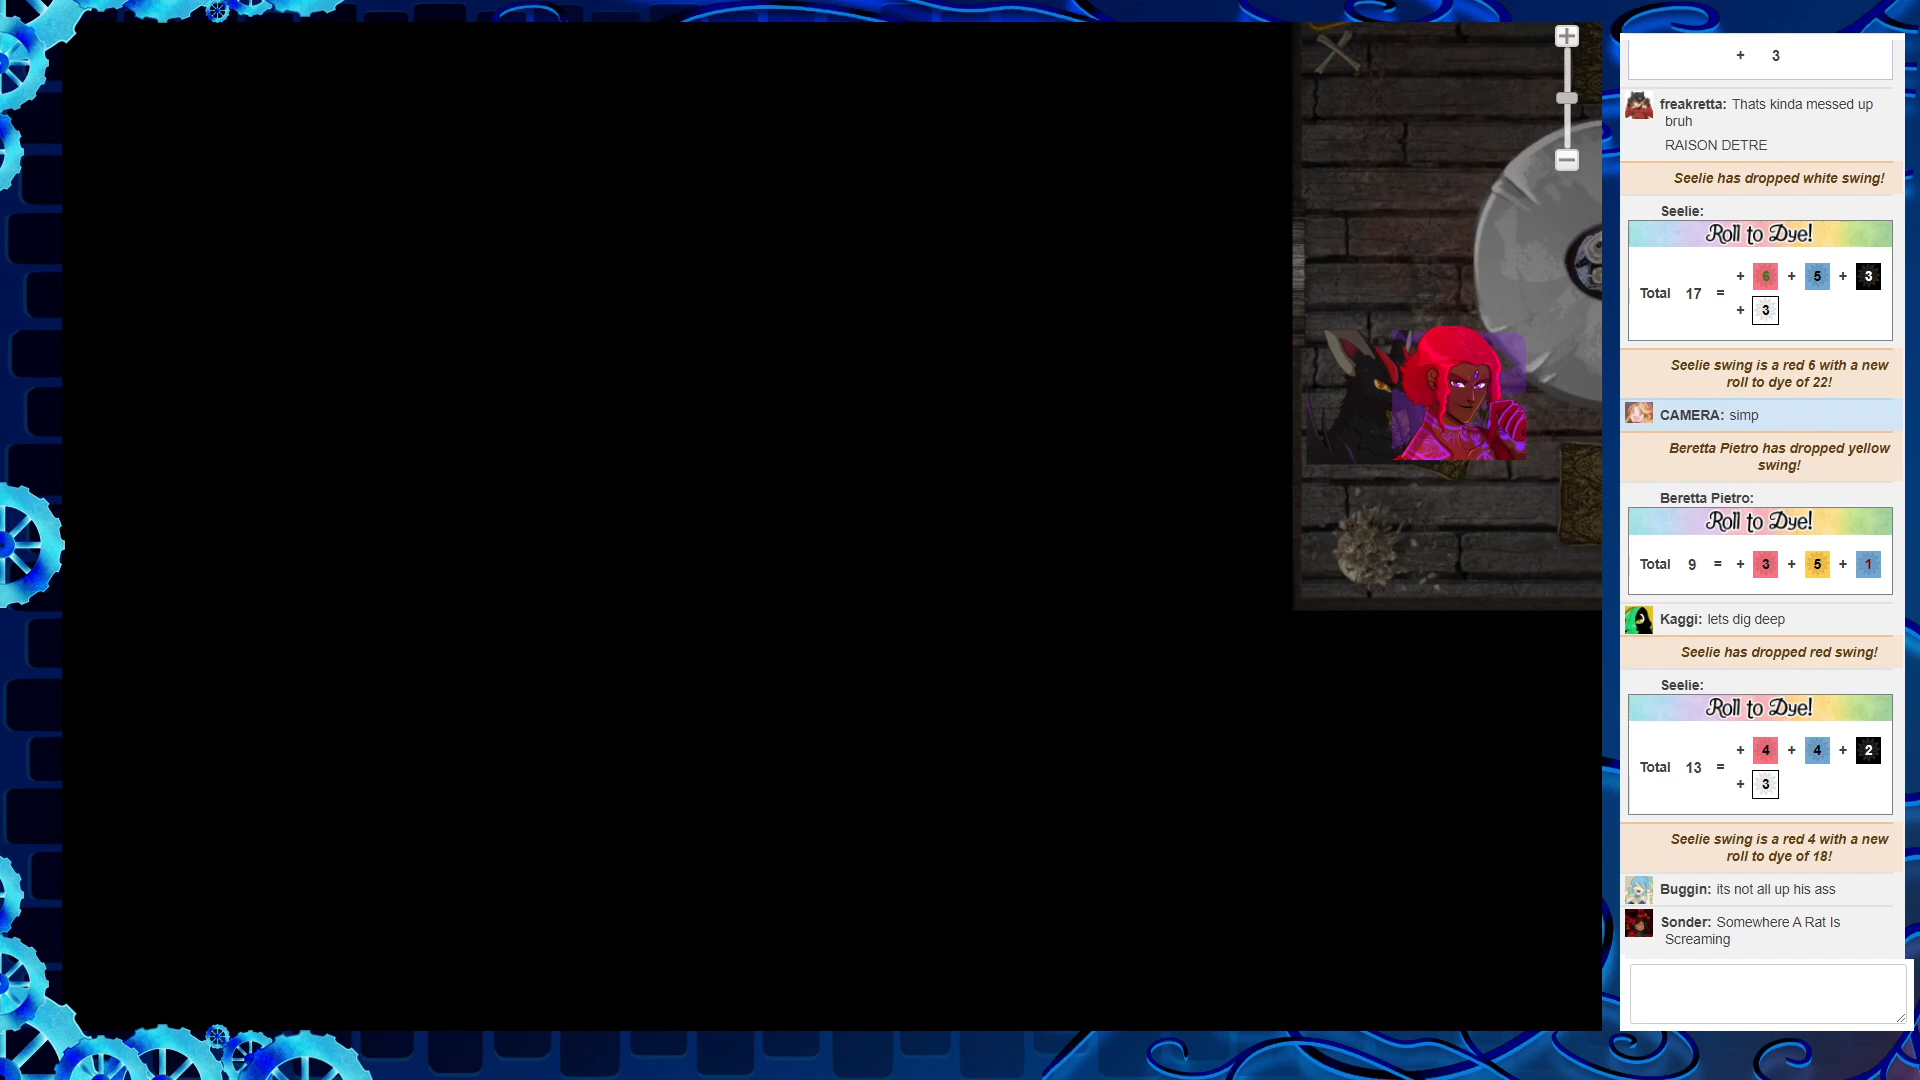 + 3
freakretta: Thats kinda messed up
bruh
RAISON DETRE
Seelie has dropped white swing!
Seelie:
Roll to Dye!
+ 6 + 5 + 3
Total 17 =
+ 3
Seelie swing is a red 6 with a new
roll to dye of 22!
CAMERA: simp
Beretta Pietro has dropped yellow
swing!
Beretta Pietro:
Roll to Dye!
Total 9 = + 3 + 5 + 1
Kaggi: lets dig deep
Seelie has dropped red swing!
Seelie:
Roll to Dye!
+ 4 + 4 + 2
Total 13 =
+ 3
Seelie swing is a red 4 with a new
roll to dye of 18!
Buggin: its not all up his ass
Sonder: Somewhere A Rat Is
Screaming